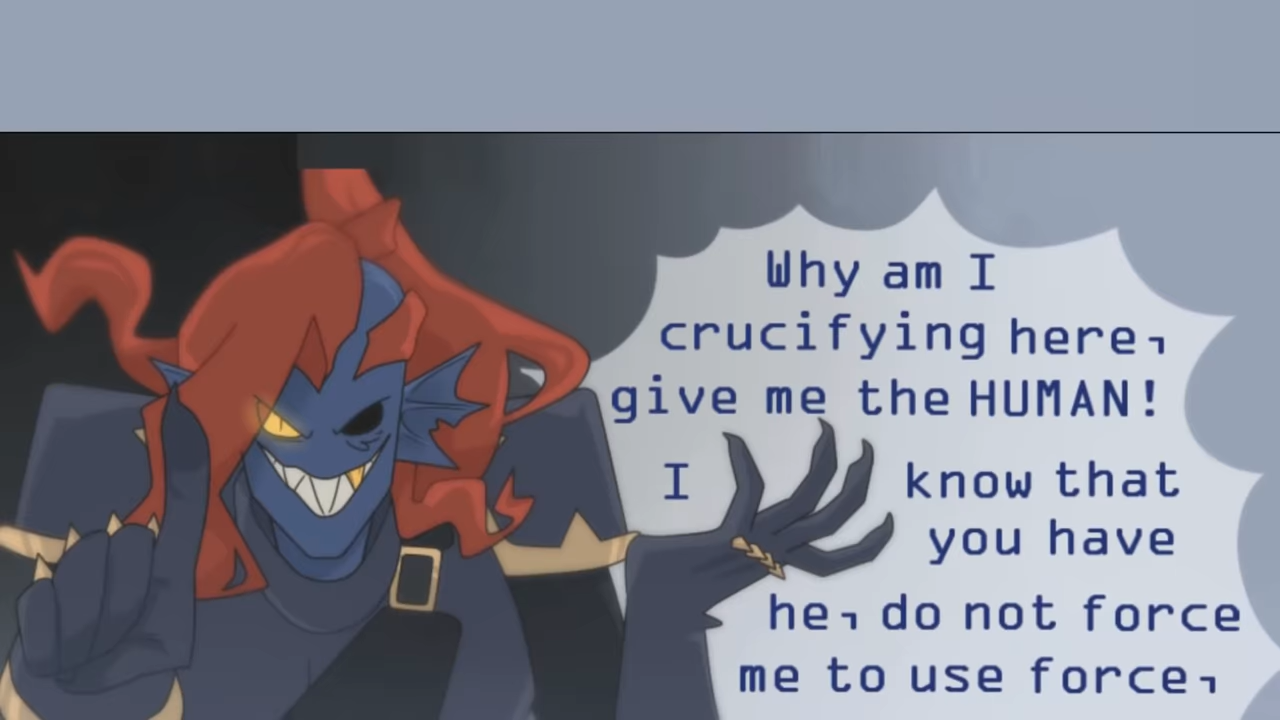 Why am I
crucifying here¬
give me the HUMAN!
I know that
you have
he¬ do not force
me to use force¬